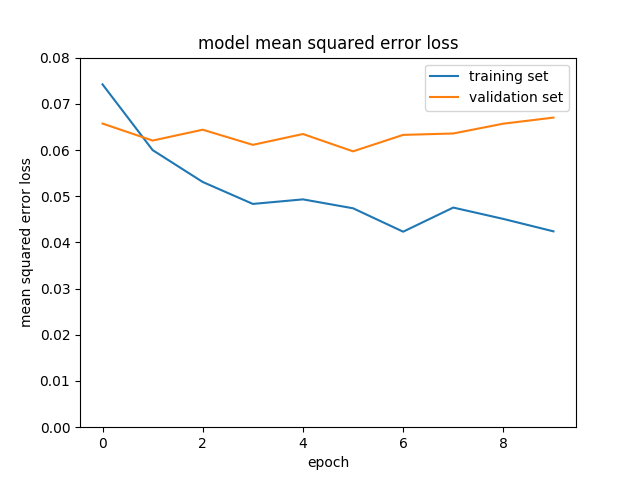 model mean squared error loss
training set
validation set
0.08
0.07
0.06
0.05
0.04
0.03
0.02
0.01
0.00
mean squared error loss
0 2 4 6 8
epoch